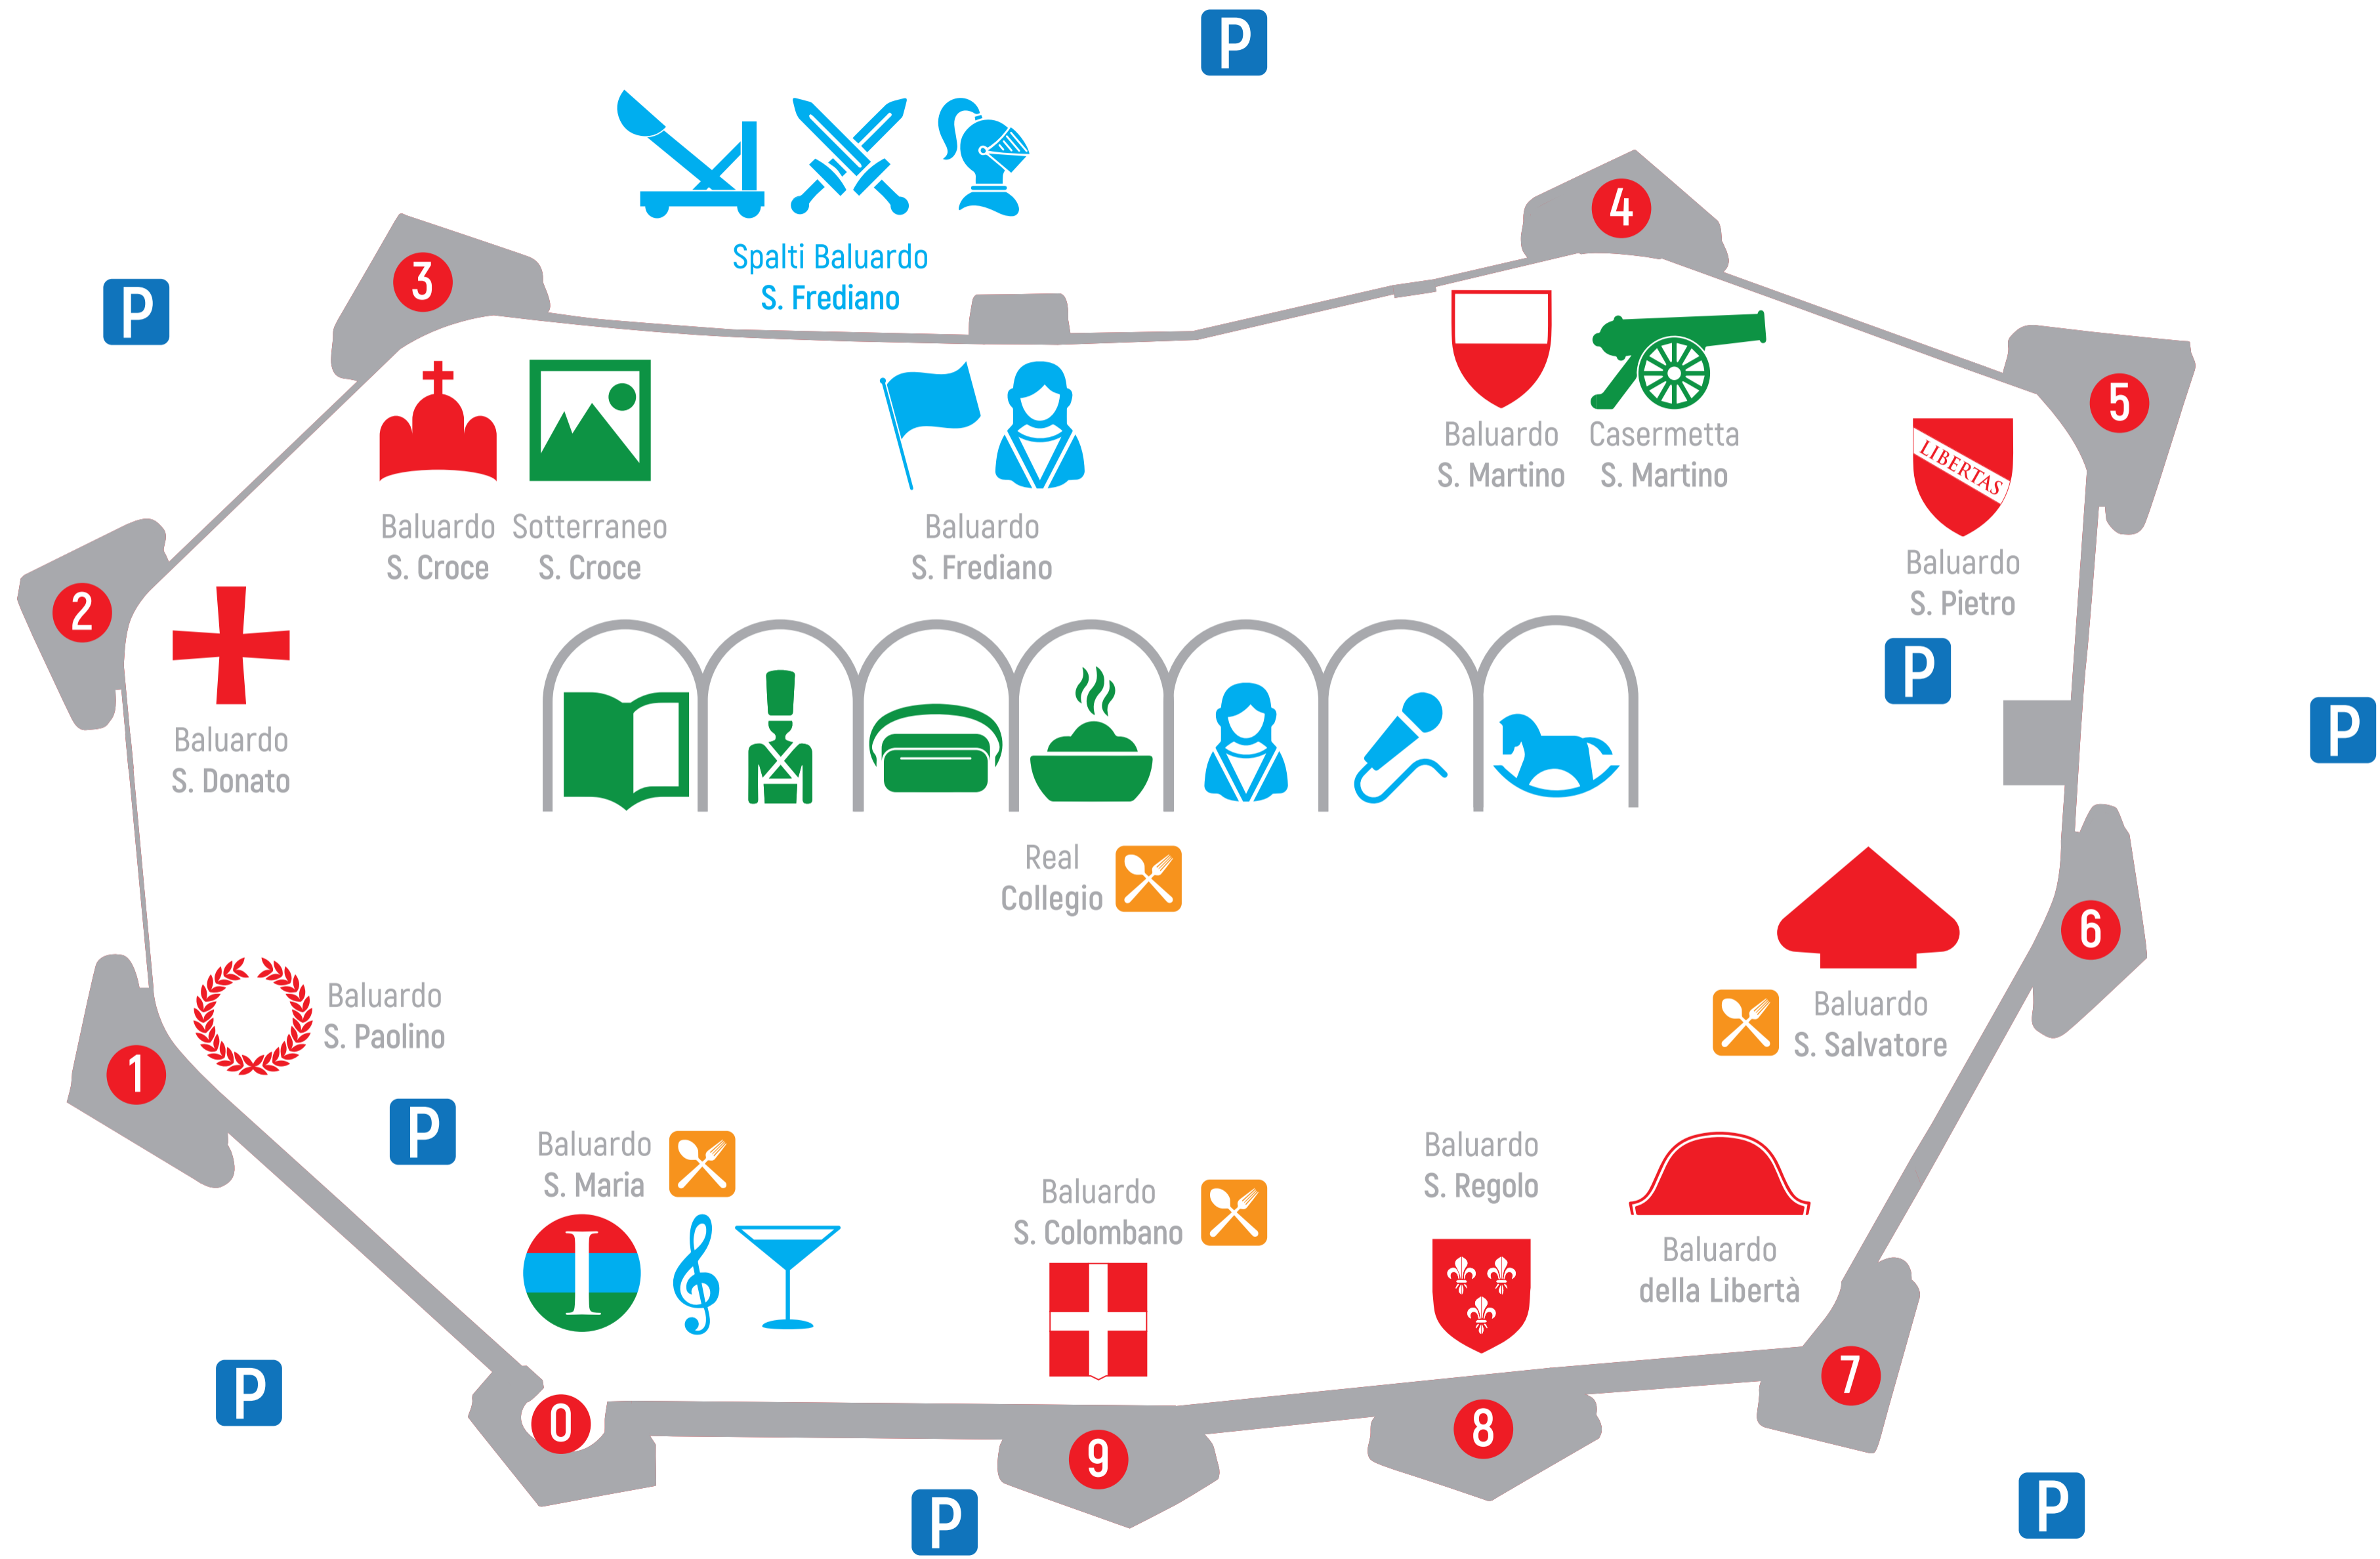 P
4
Spalti Baluardo
S. Frediano
3
P
5
Baluardo
S. Martino
Casermetta
S. Martino
LIBERTAS
Baluardo
S. Croce
Sotterraneo
S. Croce
Baluardo
S. Frediano
Baluardo
S. Pietro
2
P
P
Baluardo
S. Donato
Real
Collegio
6
Baluardo
S. Paolino
Baluardo
S. Salvatore
1
P
Baluardo
S. Maria
I
Baluardo
S. Colombano
Baluardo
S. Regolo
Baluardo
della Libertà
P
7
0
9
8
P
P